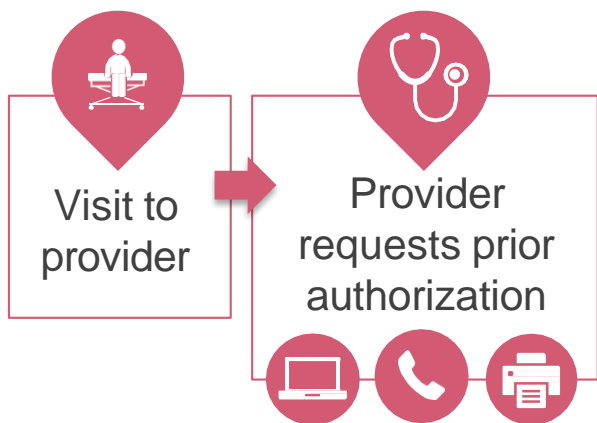 Visit to
provider
Provider
requests prior
authorization